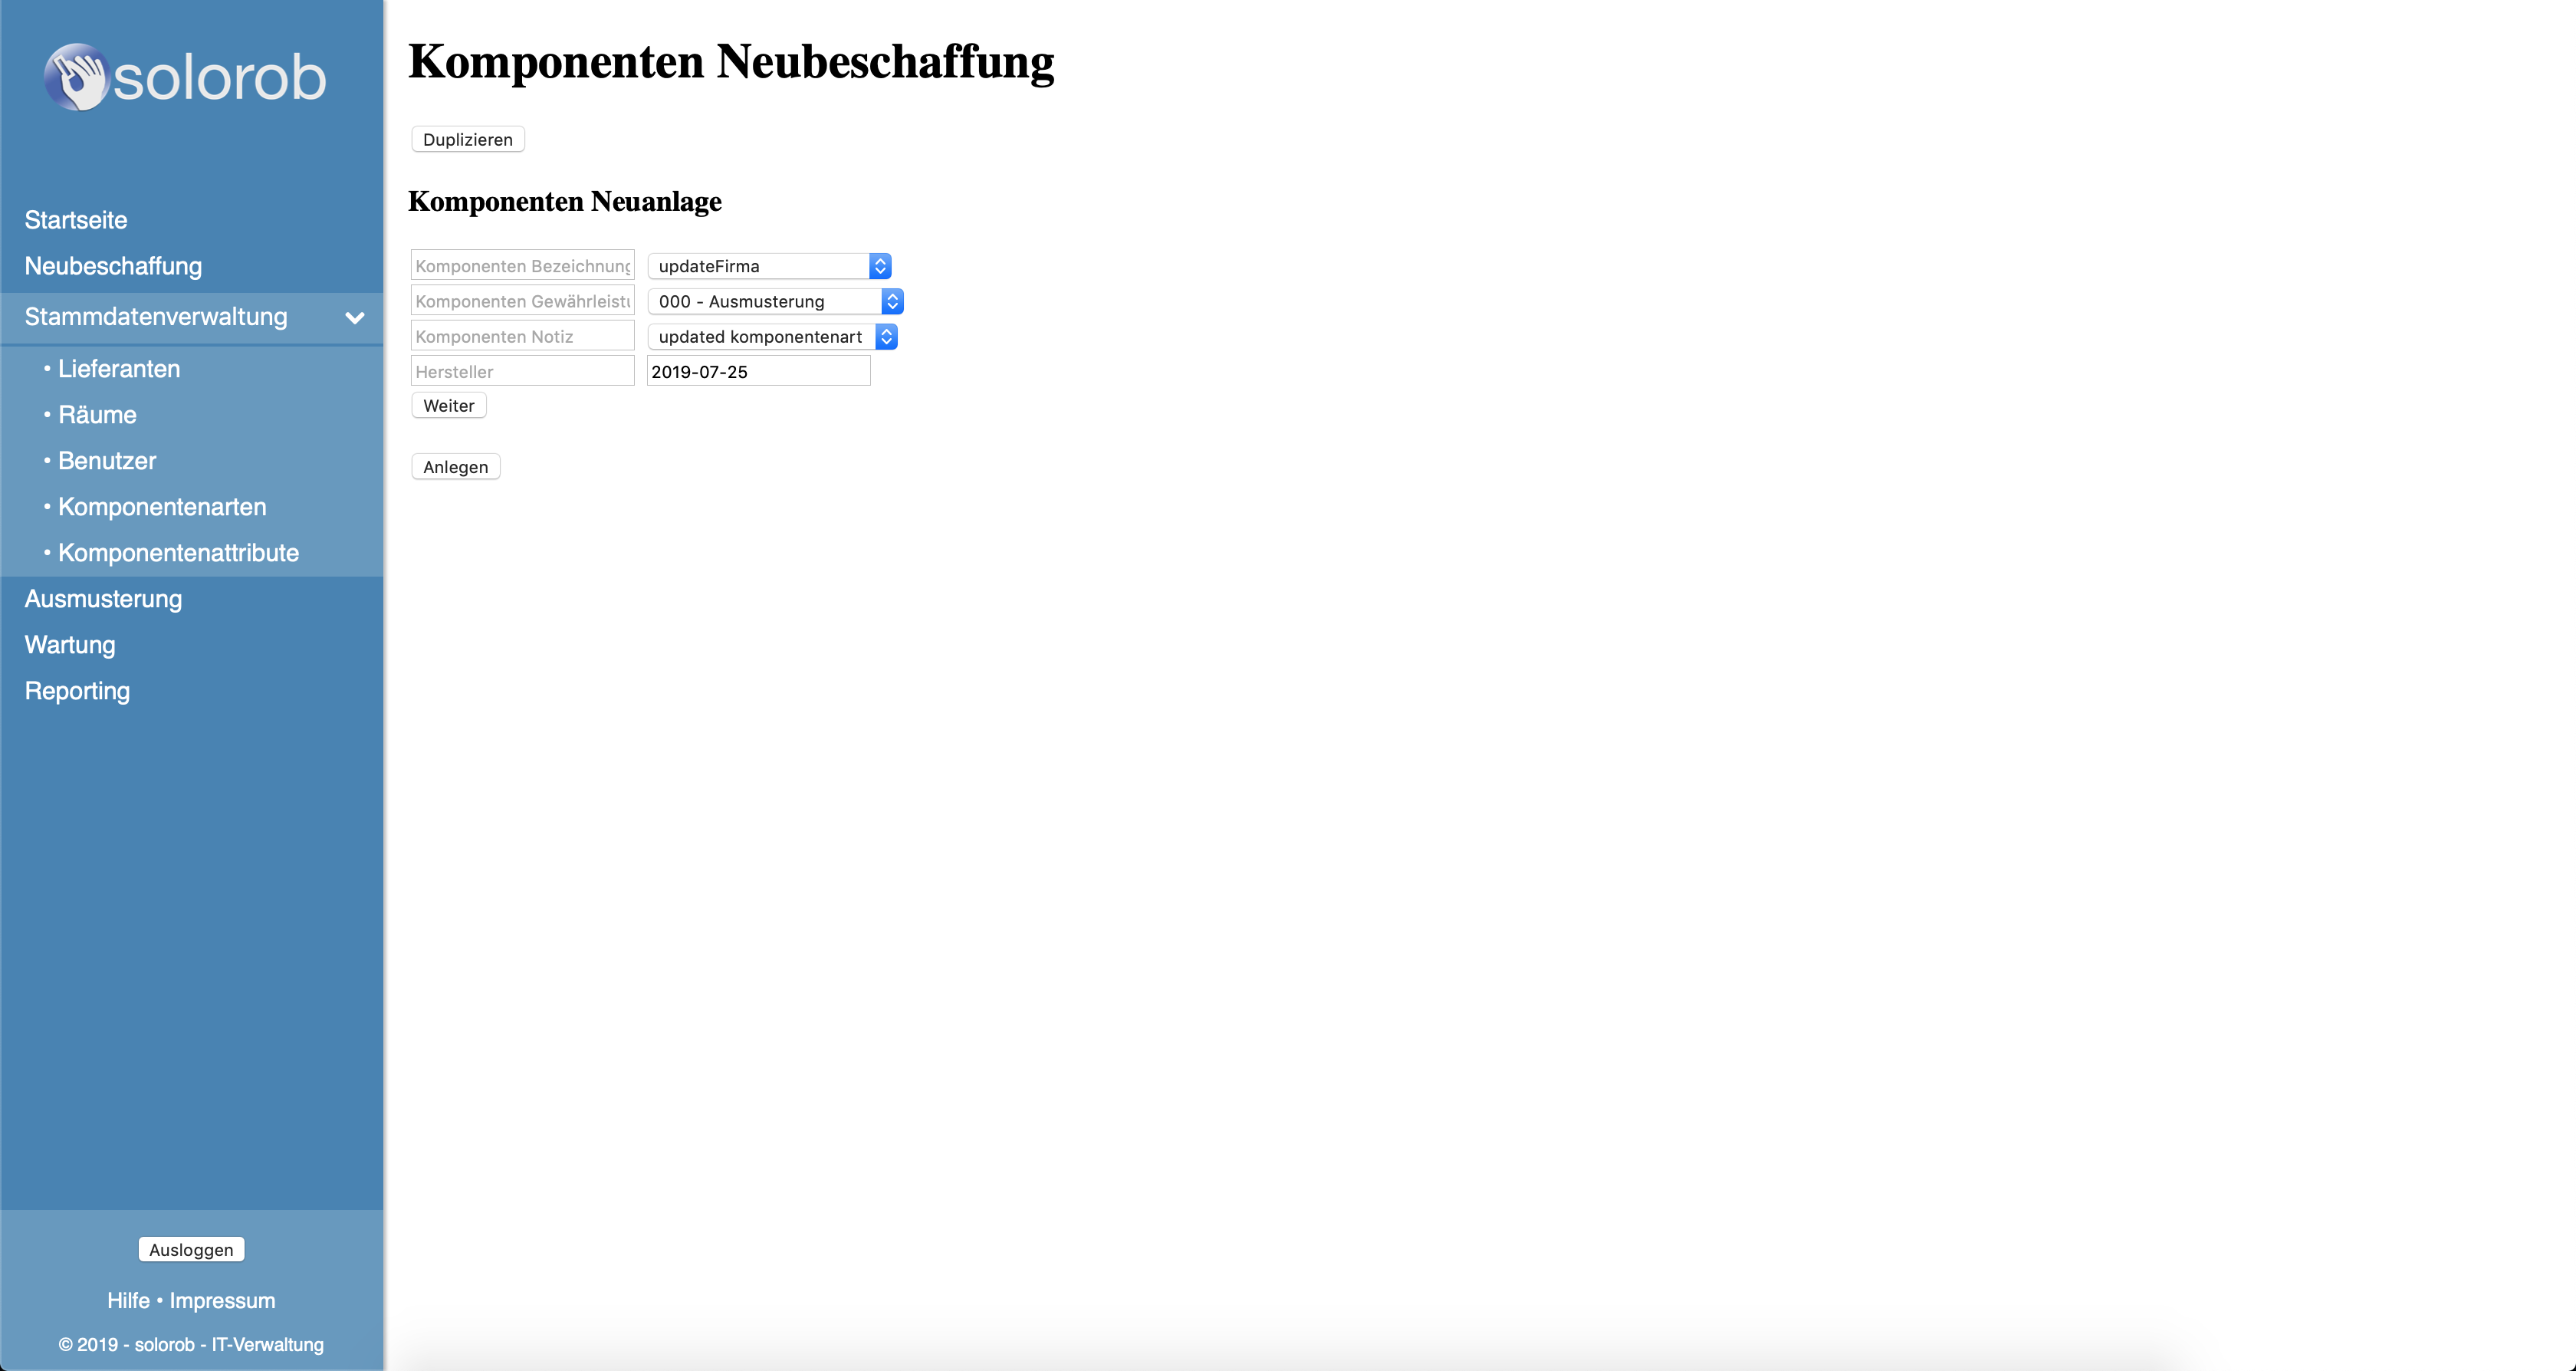 solorob
Startseite
Neubeschaffung
Stammdatenverwaltung
• Lieferanten
• Räume
• Benutzer
• Komponentenarten
• Komponentenattribute
Ausmusterung
Wartung
Reporting
Ausloggen
Hilfe • Impressum
© 2019 - solorob - IT-Verwaltung
Komponenten Neubeschaffung
Duplizieren
Komponenten Neuanlage
Komponenten Bezeichnung updateFirma
Komponenten Gewährleistu 000 - Ausmusterung
Komponenten Notiz updated komponentenart
Hersteller 2019-07-25
Weiter
Anlegen